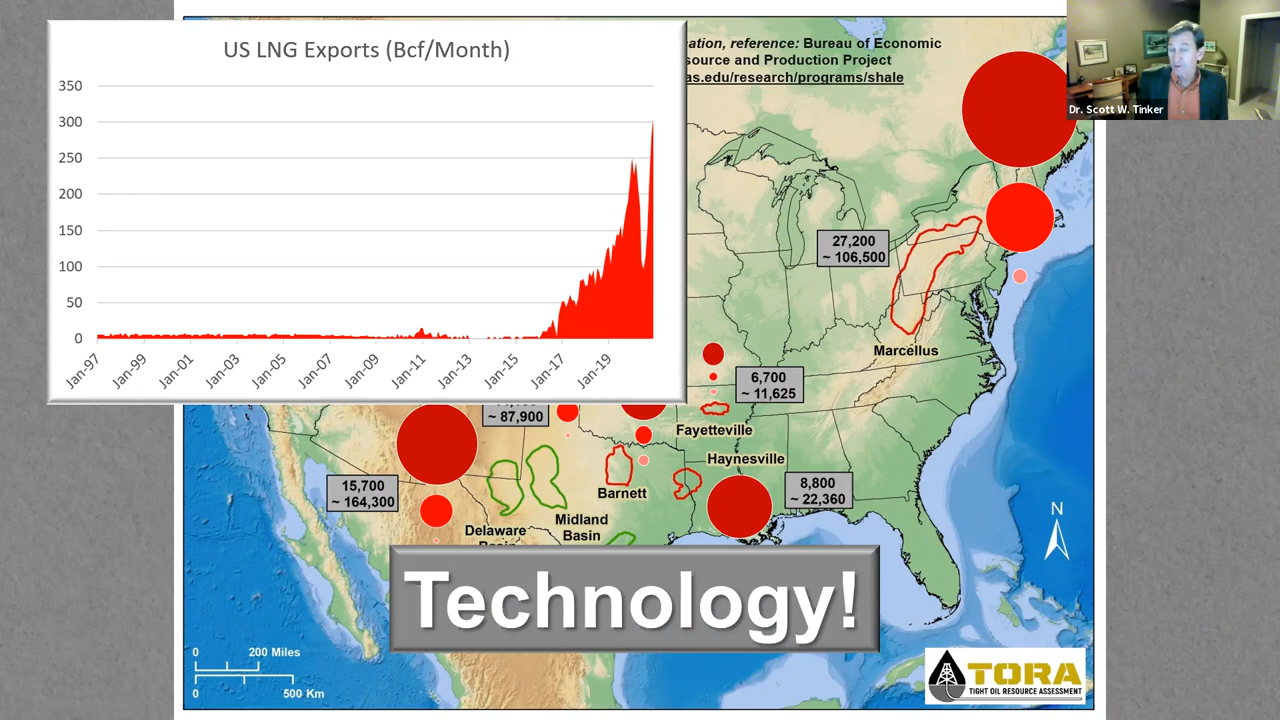 US LNG Exports (Bcf/Month)
350
300
250
200
150
100
50
0
Jan-97
Jan-99
Jan-01
Jan-03
Jan-05
Jan-07
Jan-09
Jan-11
Jan-13
Jan-15
Jan-17
Jan-19
reference: Bureau of Economic
source and Production Project
as.edu/research/programs/shale
Dr. Scott W. Tinker
27,200
~ 106,500
Marcellus
6,700
~ 11,625
~ 87,900
Fayetteville
Haynesville
15,700
~ 164,300
8,800
~ 22,360
Barnett
Delaware
Midland
Basin
N
Technology!
0 200 Miles
0 500 Km
TORA
TIGHT OIL RESOURCE ASSESSMENT